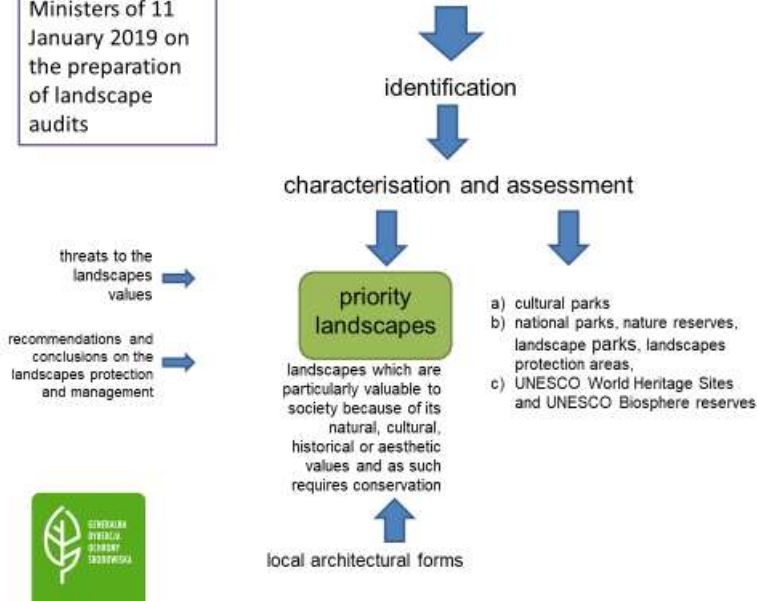 Ministers of 11
January 2019 on
the preparation
of landscape
audits
identification
characterisation and assessment
threats to the
landscapes
values
recommendations and
conclusions on the
landscapes protection
and management
priority
landscapes
landscapes which are
particularly valuable to
society because of its
natural, cultural,
historical or aesthetic
values and as such
requires conservation
a) cultural parks
b) national parks, nature reserves,
landscape parks, landscapes
protection areas,
c) UNESCO World Heritage Sites
and UNESCO Biosphere reserves
local architectural forms
GENERALNA
DYREKCJA
OCHRONY
ŚRODOWISKA